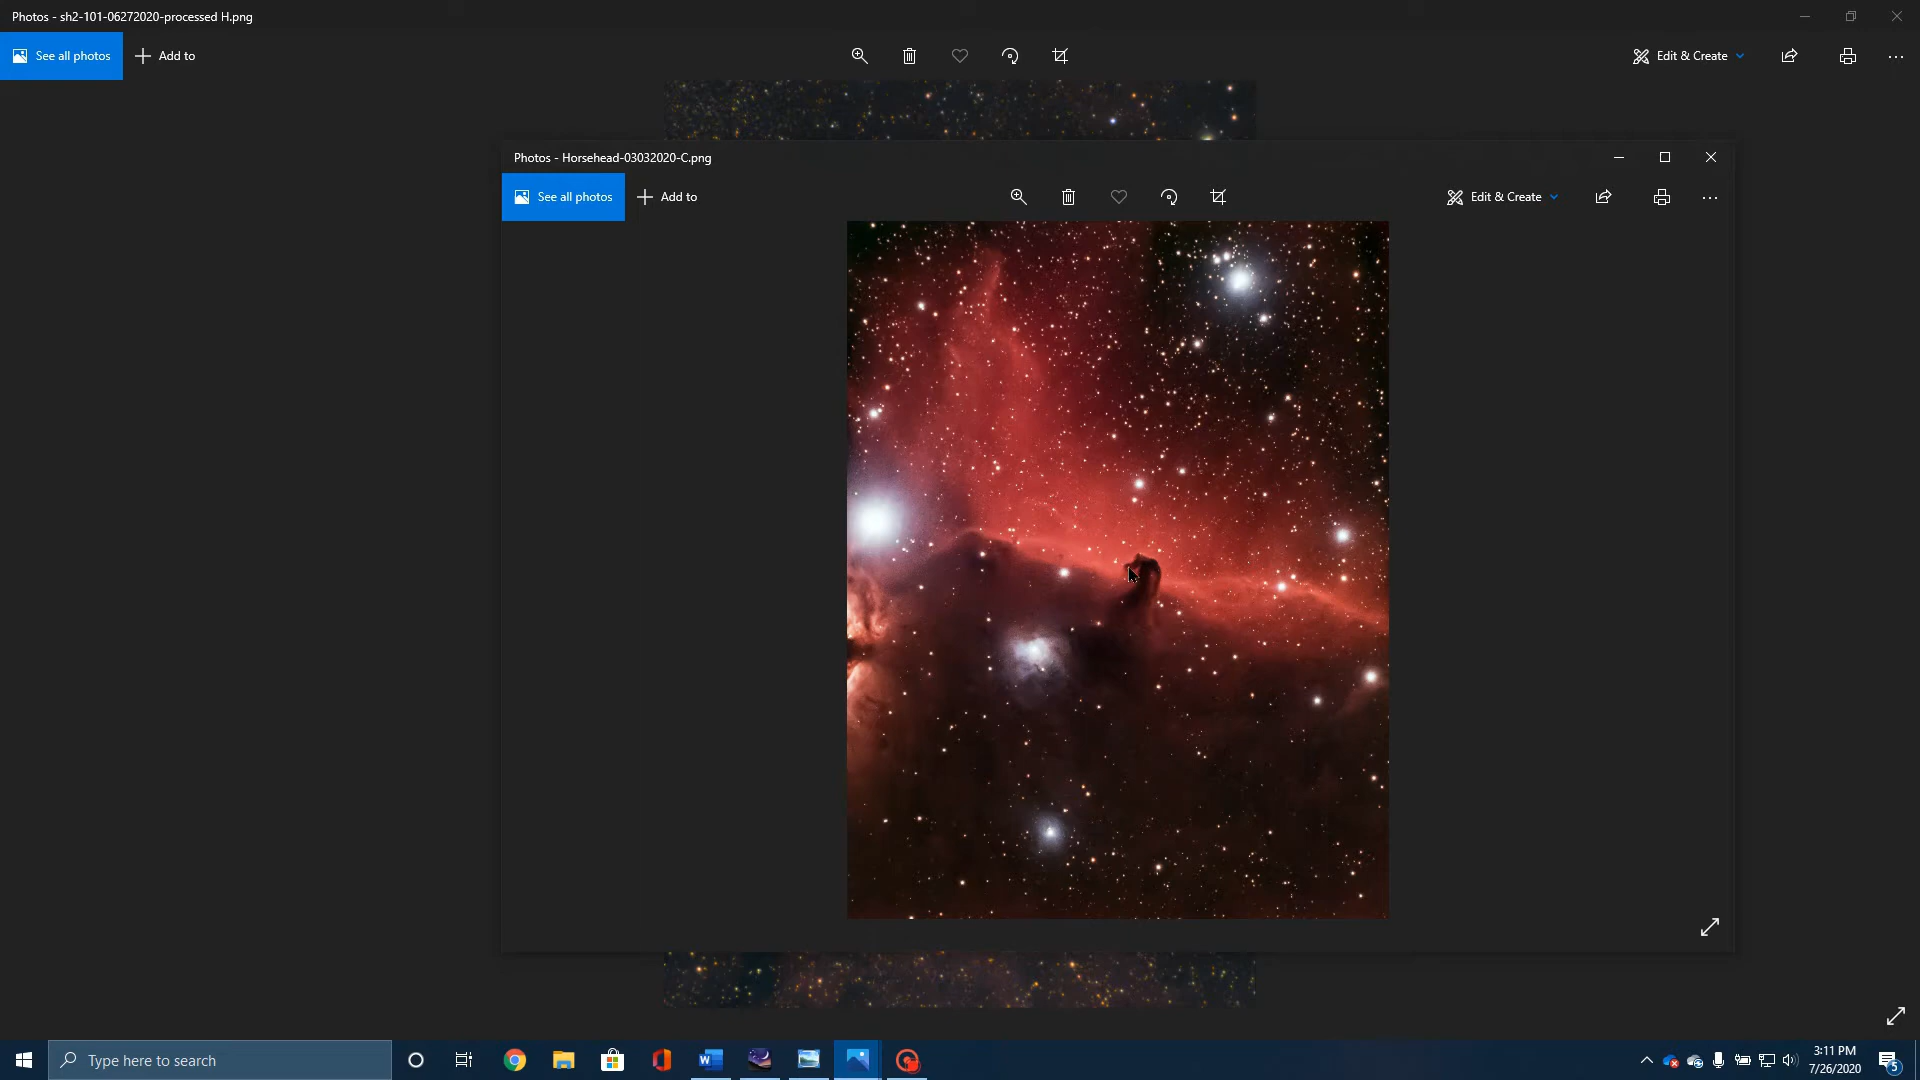 Photos - sh2-101-06272020-processed H.png
See all photos
Add to
Edit & Create
Photos - Horsehead-03032020-C.png
See all photos
Add to
Edit & Create
Type here to search
W
3:11 PM
7/26/2020
5